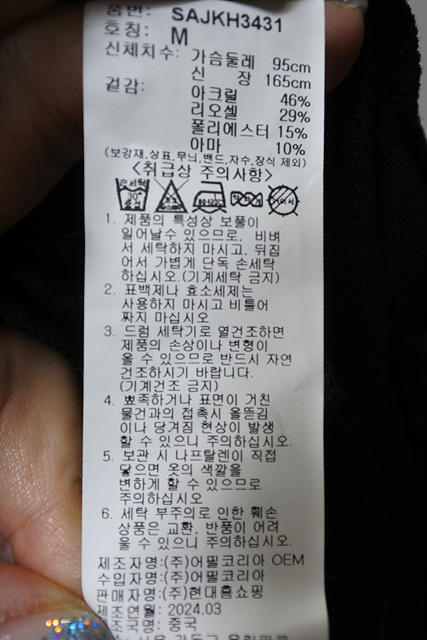 품번: SAJKH3431
호칭: M
신체치수: 가슴둘레 95cm
신 장 165cm
겉감: 아크릴 46%
리오셀 29%
폴리에스터 15%
아마 10%
(보강재,상표,무늬,밴드,자수,장식 제외)
<취급상 주의사항>
1. 제품의 특성상 보풀이
일어날수 있으므로, 비벼
서 세탁하지 마시고, 뒤집
어서 가볍게 단독 손세탁
하십시오.(기계세탁 금지)
2. 표백제나 효소세제는
사용하지 마시고 비틀어
짜지 마십시오
3. 드럼 세탁기로 열건조하면
제품의 손상이나 변형이
올 수 있으므로 반드시 자연
건조하시기 바랍니다.
(기계건조 금지)
4. 뾰족하거나 표면이 거친
물건과의 접촉시 올뜯김
이나 당겨짐 현상이 발생
할 수 있으니 주의하십시오.
5. 보관 시 나프탈렌이 직접
닿으면 옷의 색깔을
변하게 할 수 있으므로
주의하십시오
6. 세탁 부주의로 인한 훼손
상품은 교환, 반품이 어려
울 수 있으니 주의하십시오.
제조자명:(주)어필코리아 OEM
수입자명:(주)어필코리아
판매자명:(주)현대홈쇼핑
제조연월: 2024.03
제조국명: 중국